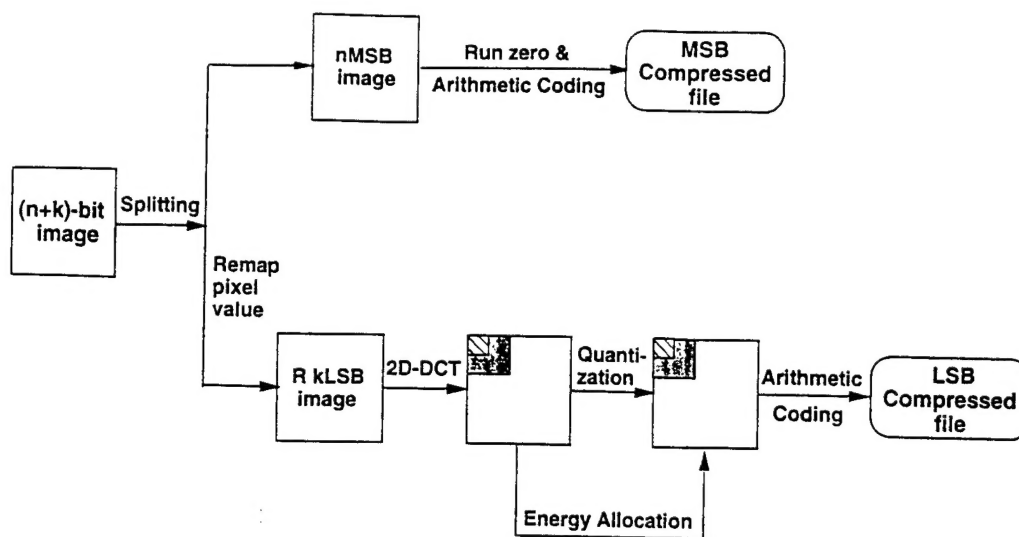 nMSB
image
Run zero &
Arithmetic Coding
MSB
Compressed
file
(n+k)-bit
image
Splitting
Remap
pixel
value
R kLSB
image
2D-DCT
Quanti-
zation
Arithmetic
Coding
LSB
Compressed
file
Energy Allocation